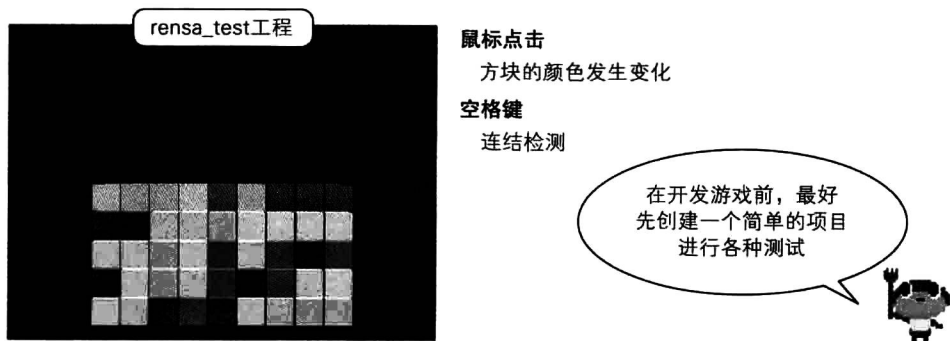 rensa_test工程
鼠标点击
方块的颜色发生变化
空格键
连结检测
在开发游戏前，最好
先创建一个简单的项目
进行各种测试